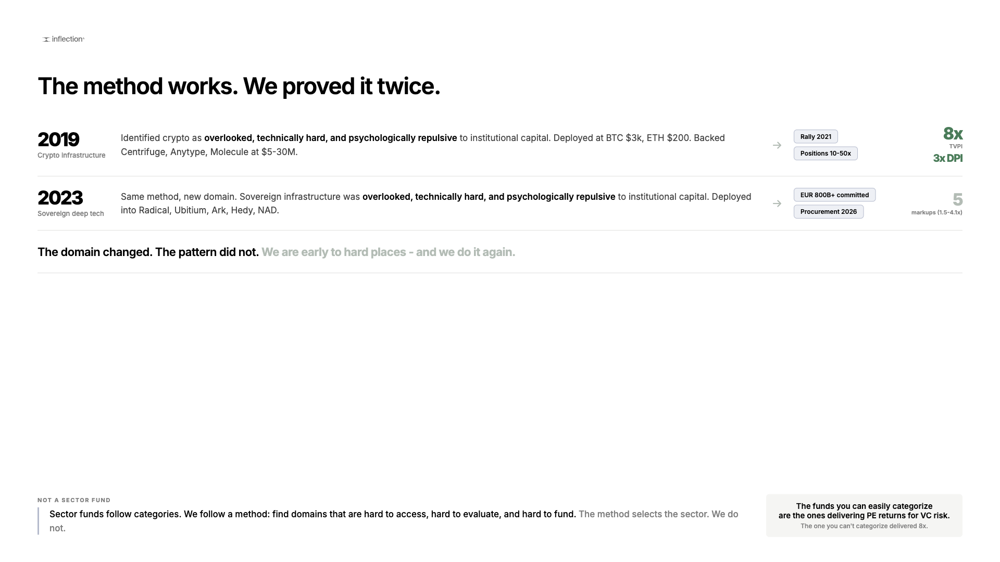 inflection
The method works. We proved it twice.
2019
Crypto Infrastructure
Identified crypto as overlooked, technically hard, and psychologically repulsive to institutional capital. Deployed at BTC $3k, ETH $200. Backed
Centrifuge, Anytype, Molecule at $5-30M.
→
Rally 2021
Positions 10-50x
8x
TVPI
3x DPI
2023
Sovereign deep tech
Same method, new domain. Sovereign infrastructure was overlooked, technically hard, and psychologically repulsive to institutional capital. Deployed
into Radical, Ubitium, Ark, Hedy, NAD.
→
EUR 800B+ committed
Procurement 2026
5
markups (1.5-4.1x)
The domain changed. The pattern did not. We are early to hard places - and we do it again.
NOT A SECTOR FUND
Sector funds follow categories. We follow a method: find domains that are hard to access, hard to evaluate, and hard to fund. The method selects the sector. We do
not.
The funds you can easily categorize
are the ones delivering PE returns for VC risk.
The one you can't categorize delivered 8x.